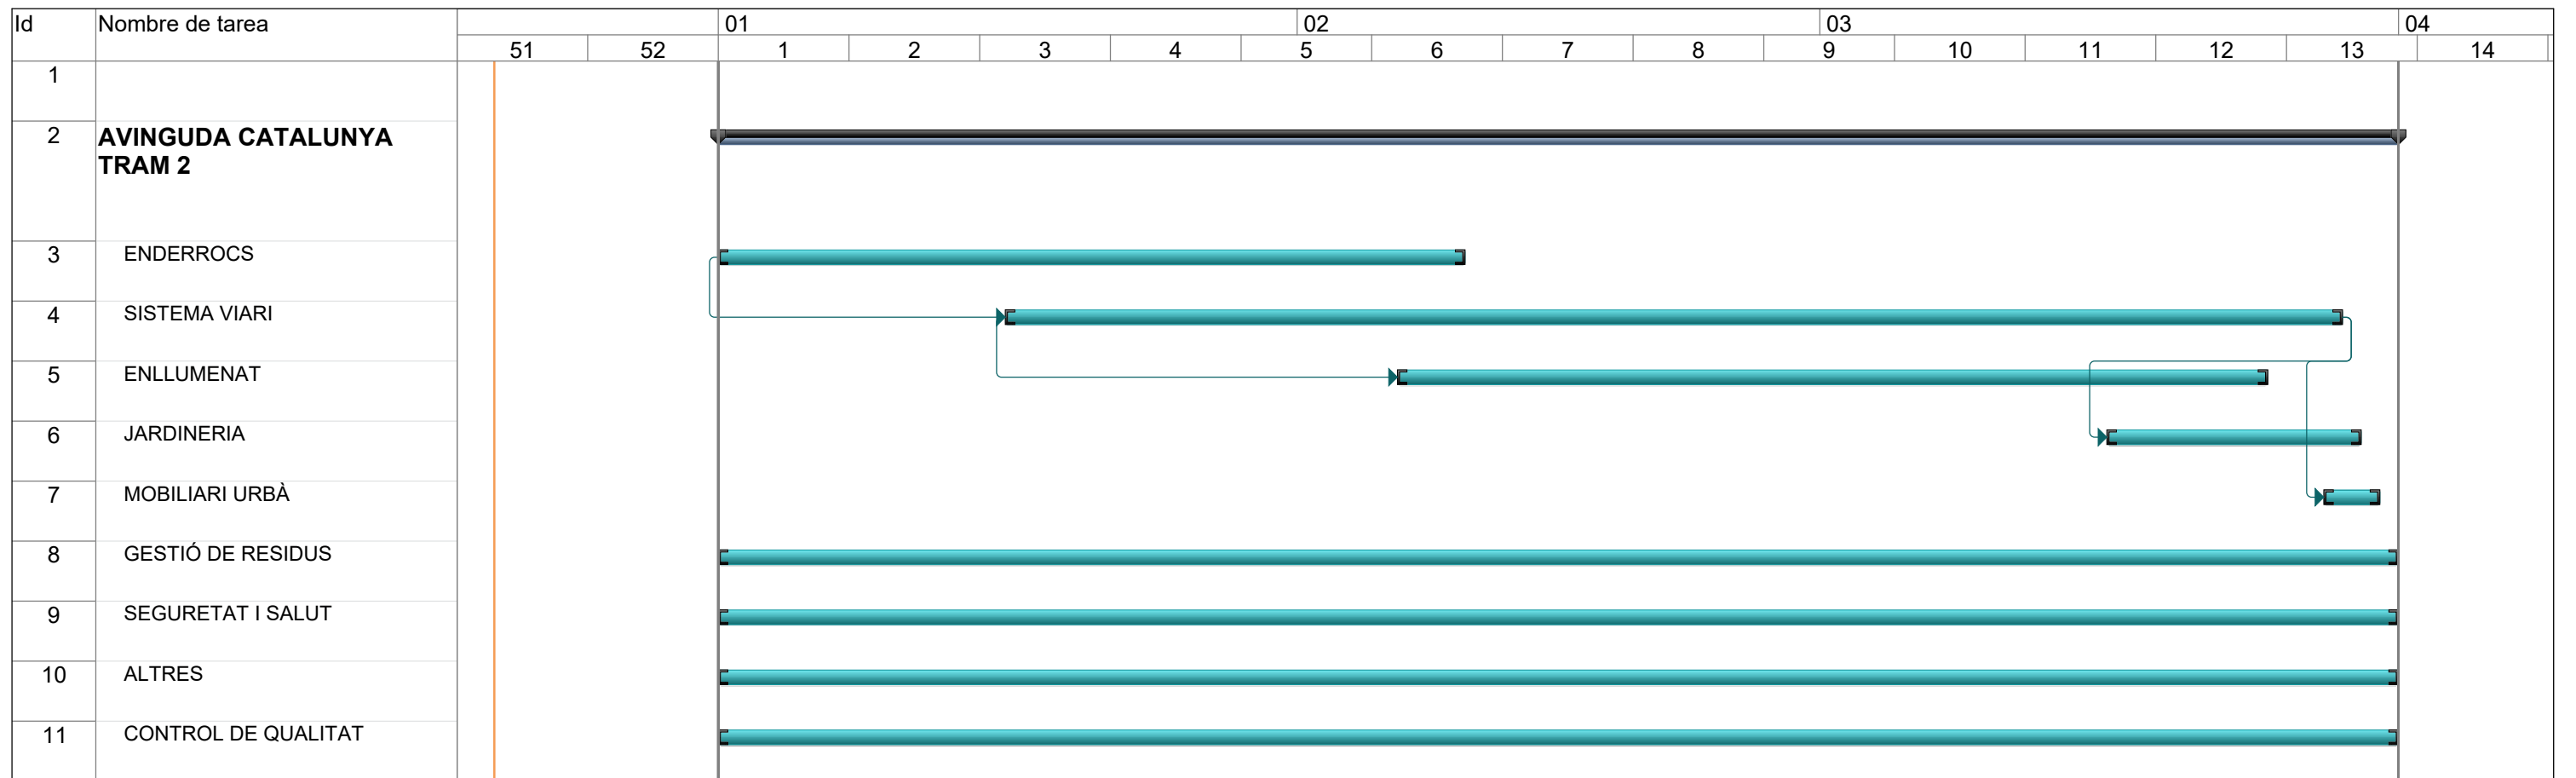 Id Nombre de tarea 01 02 03 04
51 52 1 2 3 4 5 6 7 8 9 10 11 12 13 14
1
2 AVINGUDA CATALUNYA
TRAM 2
3 ENDERROCS
4 SISTEMA VIARI
5 ENLLUMENAT
6 JARDINERIA
7 MOBILIARI URBÀ
8 GESTIÓ DE RESIDUS
9 SEGURETAT I SALUT
10 ALTRES
11 CONTROL DE QUALITAT